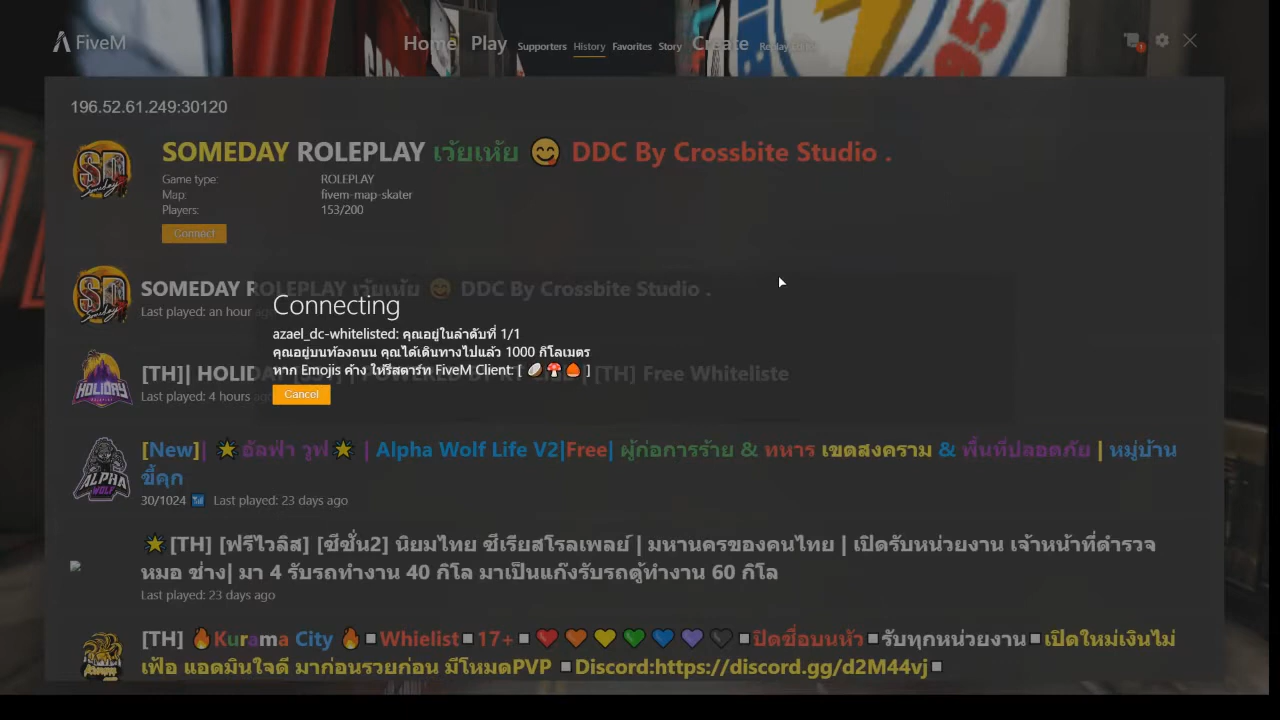 FiveM
Home Play Supporters History Favorites Story Create Replay
196.52.61.249:30120
SOMEDAY ROLEPLAY เว้ยเห้ย 😋 DDC By Crossbite Studio .
Game type: ROLEPLAY
Map: fivem-map-skater
Players: 153/200
Connect
SOMEDAY ROLEPLAY เว้ยเห้ย 😋 DDC By Crossbite Studio .
Last played: an hour
Connecting
azael_dc-whitelisted: คุณอยู่ในลำดับที่ 1/1
คุณอยู่บนท้องถนน คุณได้เดินทางไปแล้ว 1000 กิโลเมตร
หาก Emojis ค้าง ให้รีสตาร์ท FiveM Client: [ 🥔🍄🌰 ]
Cancel
[TH]| HOLIDAY POWERED BY [TH] Free Whiteliste
Last played: 4 hours
[New]| 🌟อัลฟ่า วูฟ🌟 | Alpha Wolf Life V2|Free| ผู้ก่อการร้าย & ทหาร เขตสงคราม & พื้นที่ปลอดภัย | หมู่บ้าน
ขี้คุก
30/1024 📶 Last played: 23 days ago
🌟[TH] [ฟรีไวลิส] [ซีซั่น2] นิยมไทย ซีเรียสโรลเพลย์ | มหานครของคนไทย | เปิดรับหน่วยงาน เจ้าหน้าที่ตำรวจ
หมอ ช่าง| มา 4 รับรถทำงาน 40 กิโล มาเป็นแก๊งรับรถตู้ทำงาน 60 กิโล
Last played: 23 days ago
[TH] 🔥Kurama City 🔥◽Whielist◽17+◽❤🧡💛💚💙💜🖤◽ปิดชื่อบนหัว◽รับทุกหน่วยงาน◽เปิดใหม่เงินไม่
เฟ้อ แอดมินใจดี มาก่อนรวยก่อน มีโหมดPVP ◽Discord:https://discord.gg/d2M44vj◽